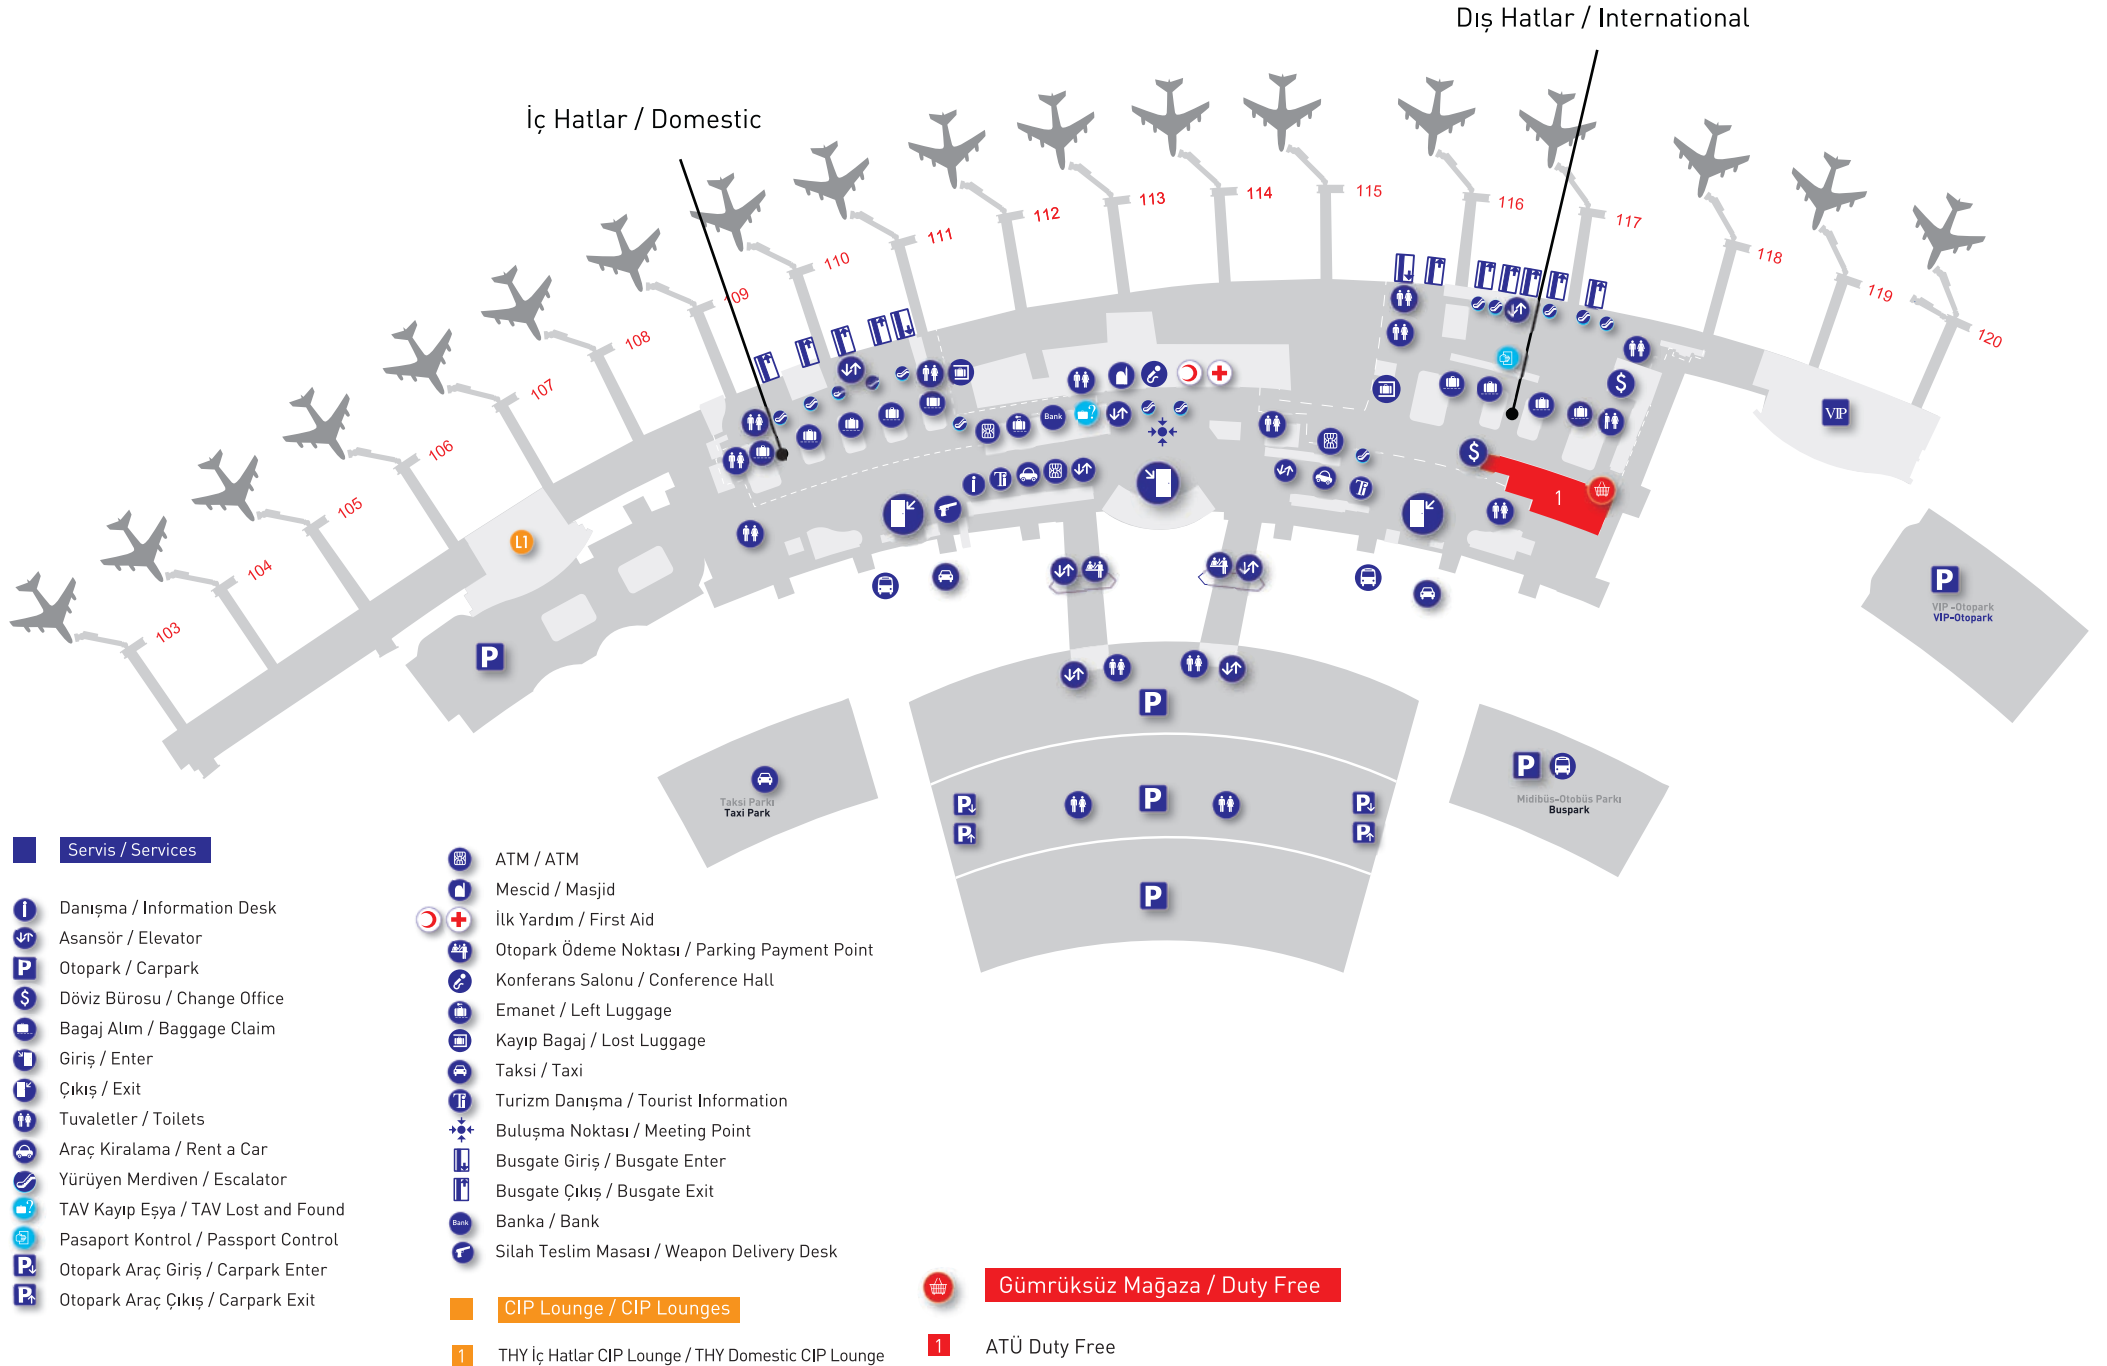 Dış Hatlar / International
İç Hatlar / Domestic
103
104
105
106
107
108
109
110
111
112
113
114
115
116
117
118
119
120
Bank
VIP
L1
1
VIP -Otopark
VIP-Otopark
P
P
P
P
P
P
P
P
P
P
Taksi Parkı
Taxi Park
Midibüs-Otobüs Parkı
Buspark
Servis / Services
Danışma / Information Desk
Asansör / Elevator
P Otopark / Carpark
$ Döviz Bürosu / Change Office
Bagaj Alım / Baggage Claim
Giriş / Enter
Çıkış / Exit
Tuvaletler / Toilets
Araç Kiralama / Rent a Car
Yürüyen Merdiven / Escalator
TAV Kayıp Eşya / TAV Lost and Found
Pasaport Kontrol / Passport Control
P Otopark Araç Giriş / Carpark Enter
P Otopark Araç Çıkış / Carpark Exit
ATM / ATM
Mescid / Masjid
İlk Yardım / First Aid
Otopark Ödeme Noktası / Parking Payment Point
Konferans Salonu / Conference Hall
Emanet / Left Luggage
Kayıp Bagaj / Lost Luggage
Taksi / Taxi
Turizm Danışma / Tourist Information
Buluşma Noktası / Meeting Point
Busgate Giriş / Busgate Enter
Busgate Çıkış / Busgate Exit
Bank Banka / Bank
Silah Teslim Masası / Weapon Delivery Desk
CIP Lounge / CIP Lounges
1 THY İç Hatlar CIP Lounge / THY Domestic CIP Lounge
Gümrüksüz Mağaza / Duty Free
1 ATÜ Duty Free